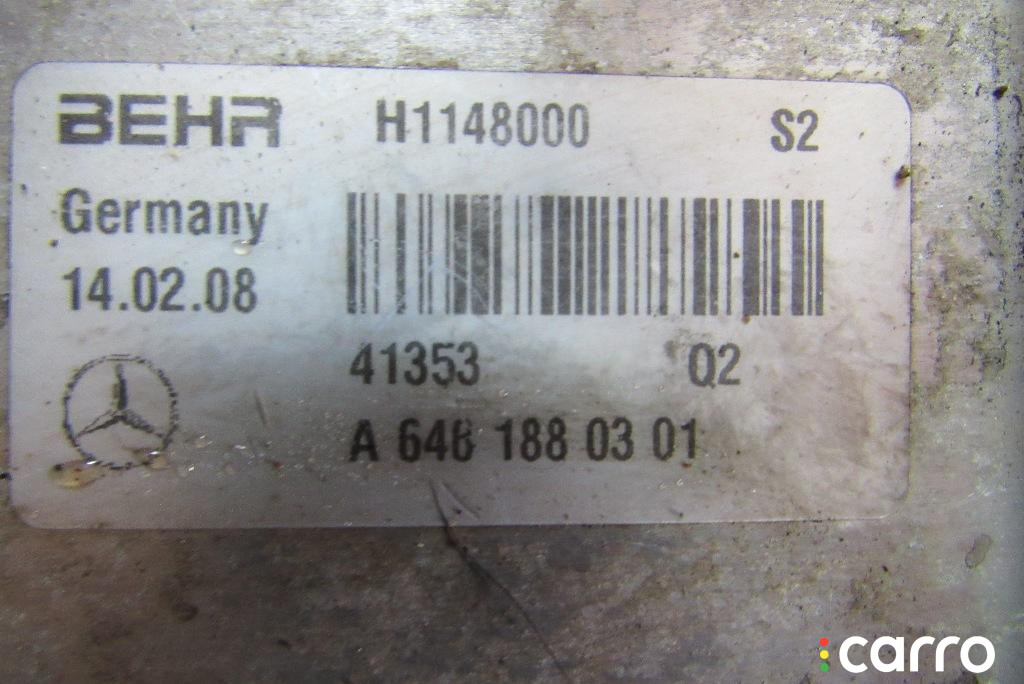 BEHR H1148000 S2
Germany
14.02.08
41353 Q2
A 646 188 03 01
carro